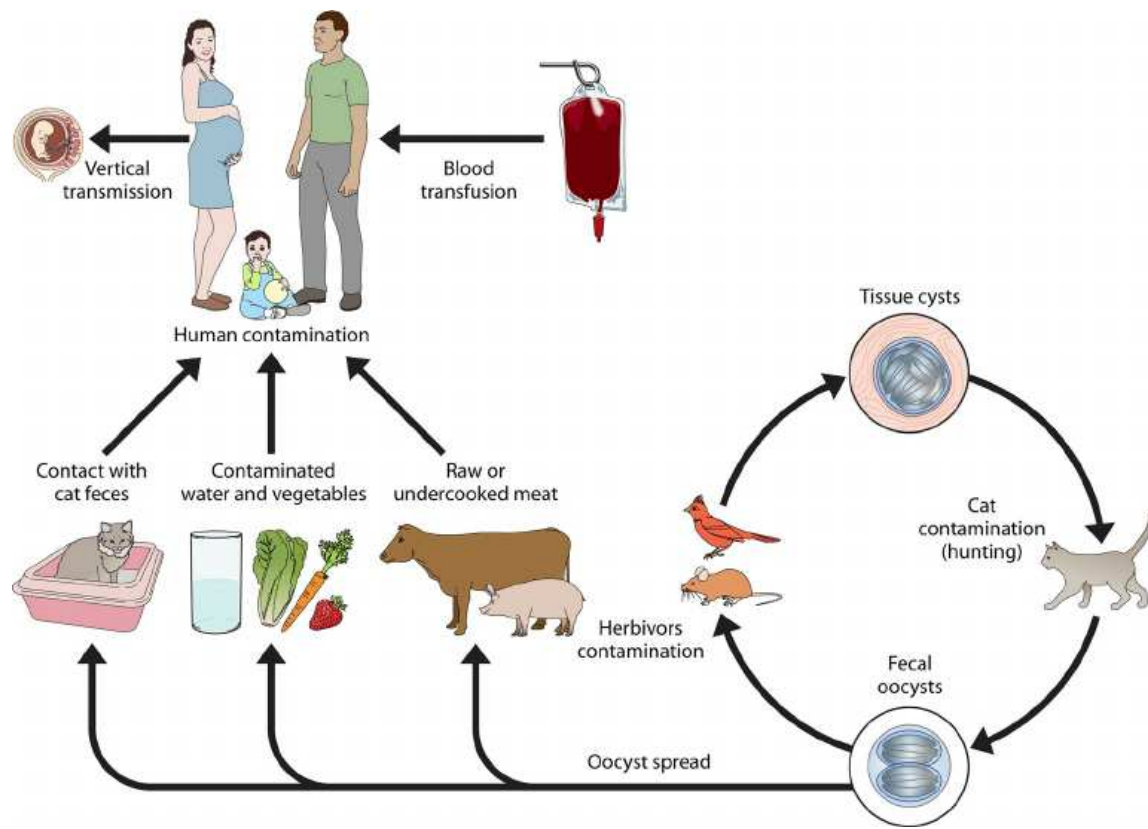 Vertical
transmission
Blood
transfusion
Human contamination
Tissue cysts
Contact with
cat feces
Contaminated
water and vegetables
Raw or
undercooked meat
Cat
contamination
(hunting)
Herbivors
contamination
Fecal
oocysts
Oocyst spread